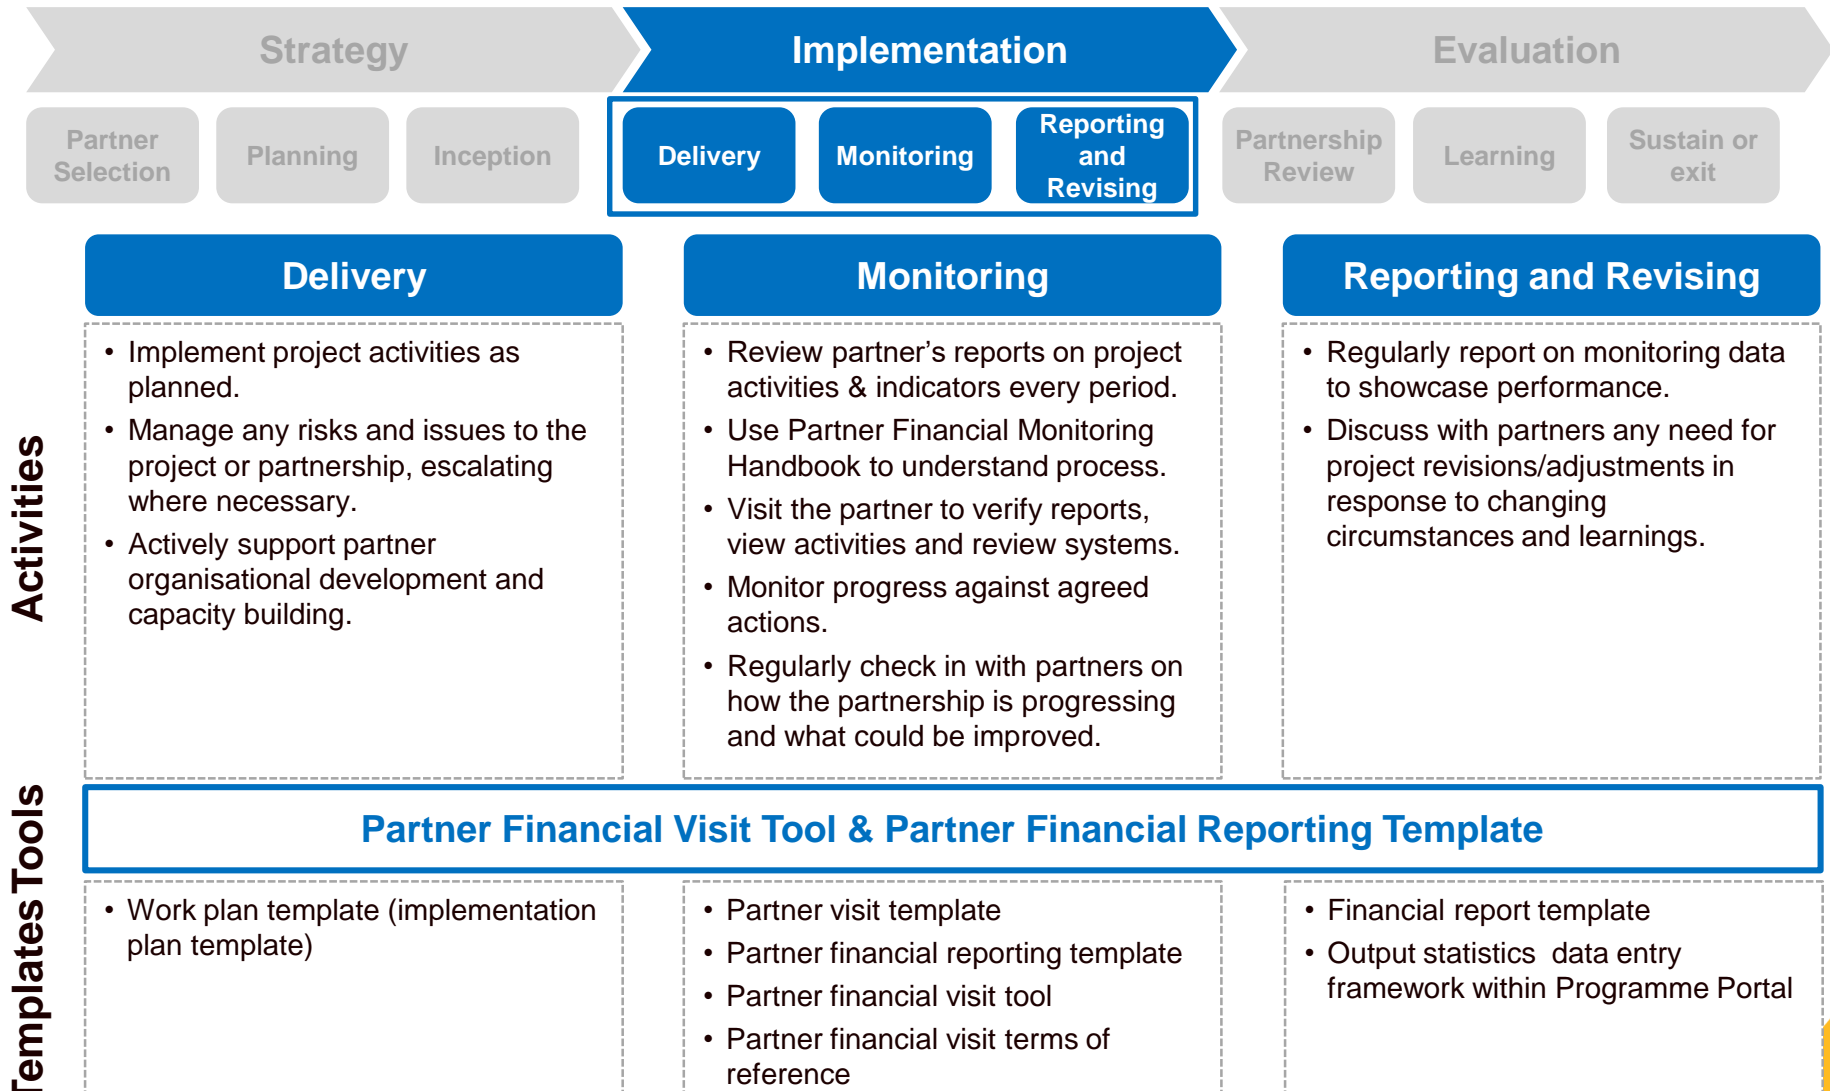 Strategy
Implementation
Evaluation
Partner
Selection
Planning
Inception
Delivery
Monitoring
Reporting
and
Revising
Partnership
Review
Learning
Sustain or
exit
Delivery
Monitoring
Reporting and Revising
Activities
• Implement project activities as
planned.
• Manage any risks and issues to the
project or partnership, escalating
where necessary.
• Actively support partner
organisational development and
capacity building.
• Review partner’s reports on project
activities & indicators every period.
• Use Partner Financial Monitoring
Handbook to understand process.
• Visit the partner to verify reports,
view activities and review systems.
• Monitor progress against agreed
actions.
• Regularly check in with partners on
how the partnership is progressing
and what could be improved.
• Regularly report on monitoring data
to showcase performance.
• Discuss with partners any need for
project revisions/adjustments in
response to changing
circumstances and learnings.
Tools
Partner Financial Visit Tool & Partner Financial Reporting Template
Templates
• Work plan template (implementation
plan template)
• Partner visit template
• Partner financial reporting template
• Partner financial visit tool
• Partner financial visit terms of
reference
• Financial report template
• Output statistics  data entry
framework within Programme Portal